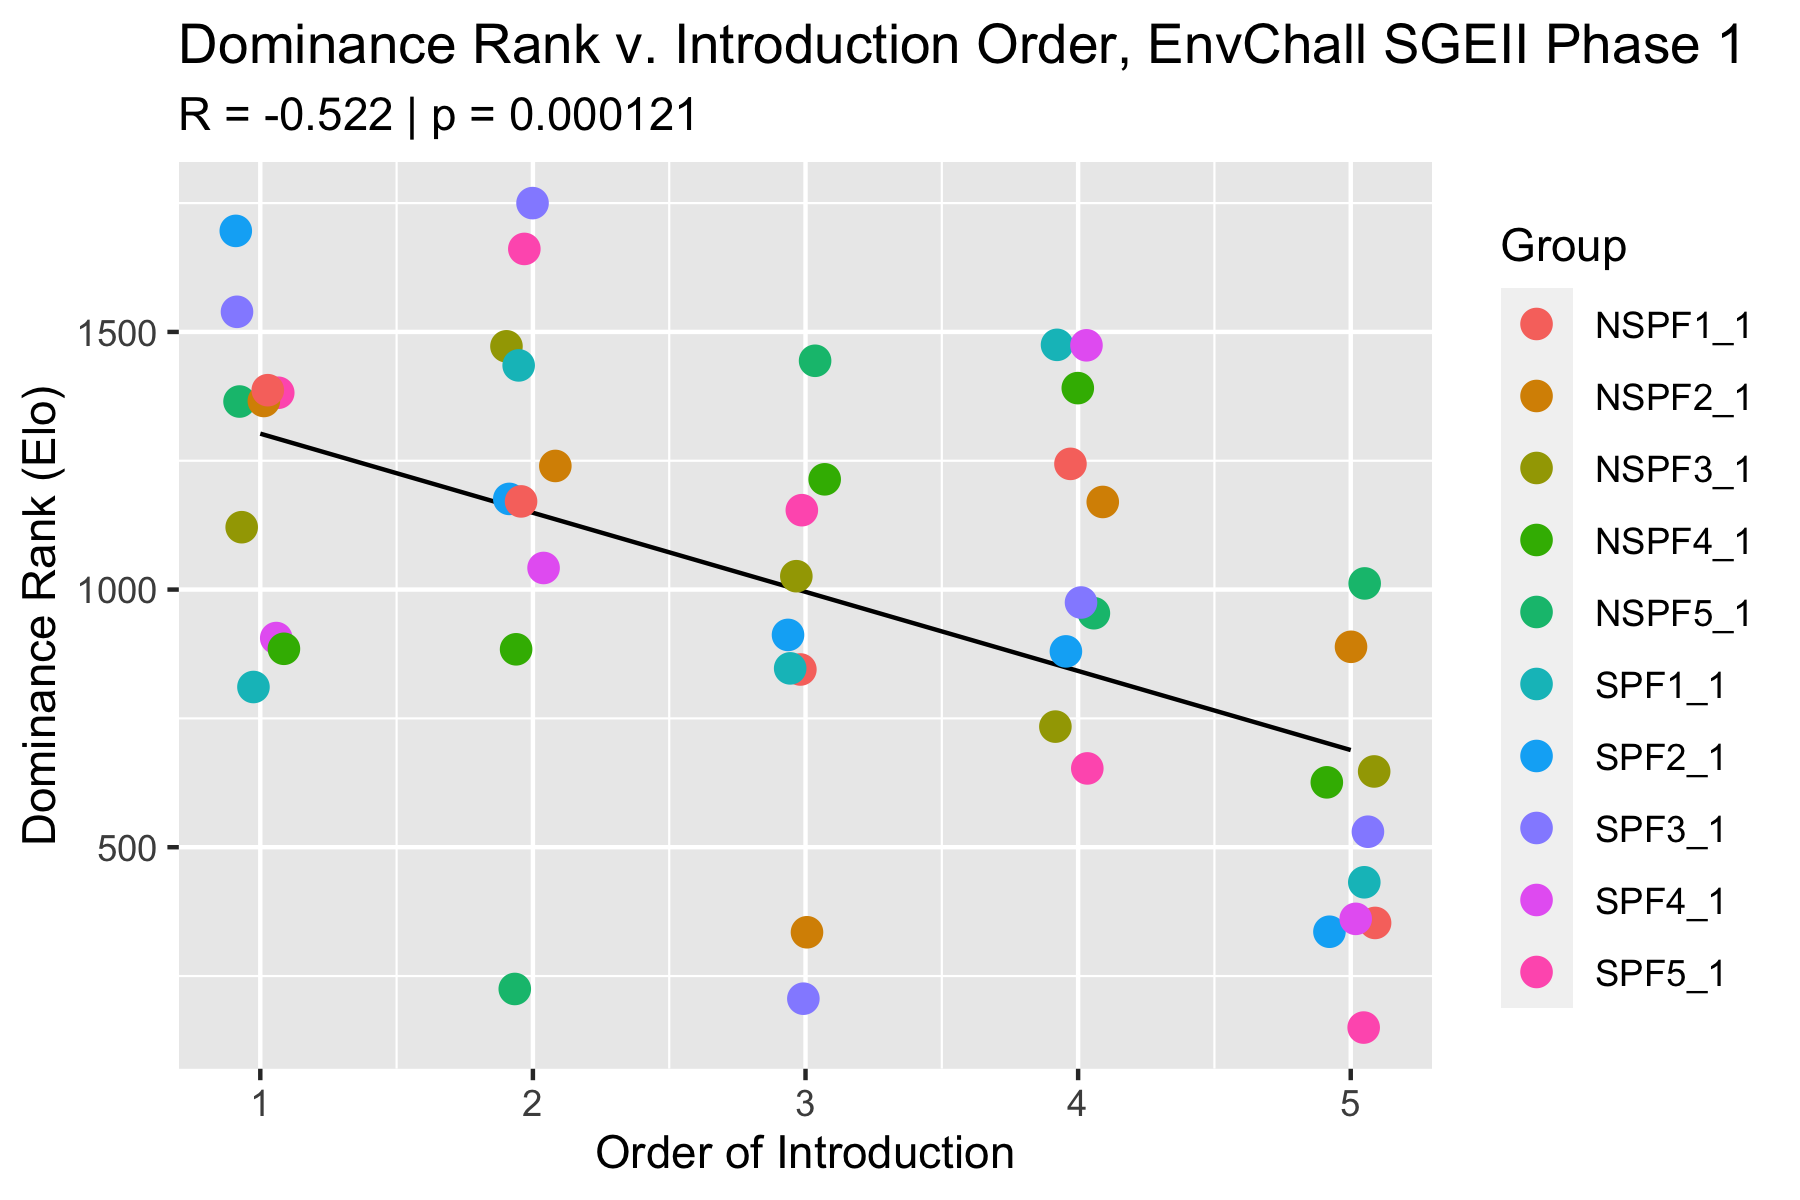 Dominance Rank v. Introduction Order, EnvChall SGEII Phase 1
R = -0.522 | p = 0.000121
Dominance Rank (Elo)
1500
1000
500
1 2 3 4 5
Order of Introduction
Group
NSPF1_1
NSPF2_1
NSPF3_1
NSPF4_1
NSPF5_1
SPF1_1
SPF2_1
SPF3_1
SPF4_1
SPF5_1